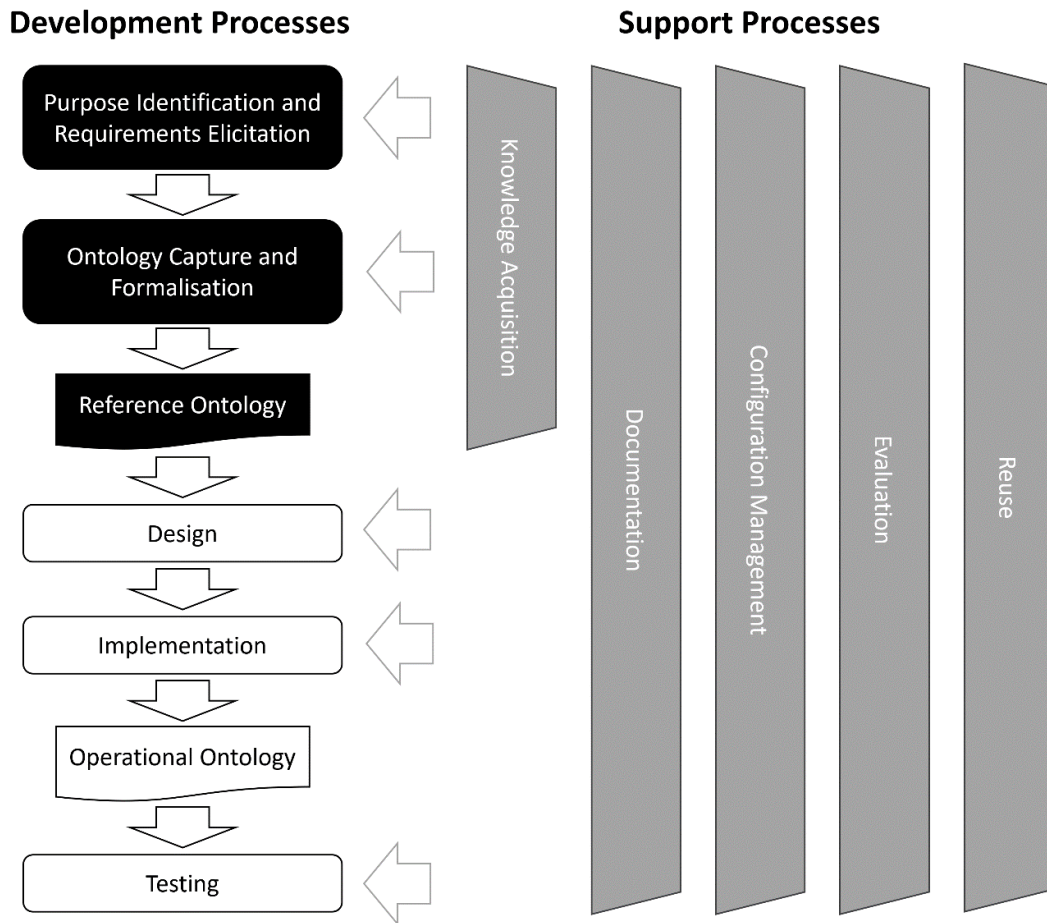 Development Processes
Support Processes
Purpose Identification and
Requirements Elicitation
Ontology Capture and
Formalisation
Reference Ontology
Design
Implementation
Operational Ontology
Testing
Knowledge Acquisition
Documentation
Configuration Management
Evaluation
Reuse